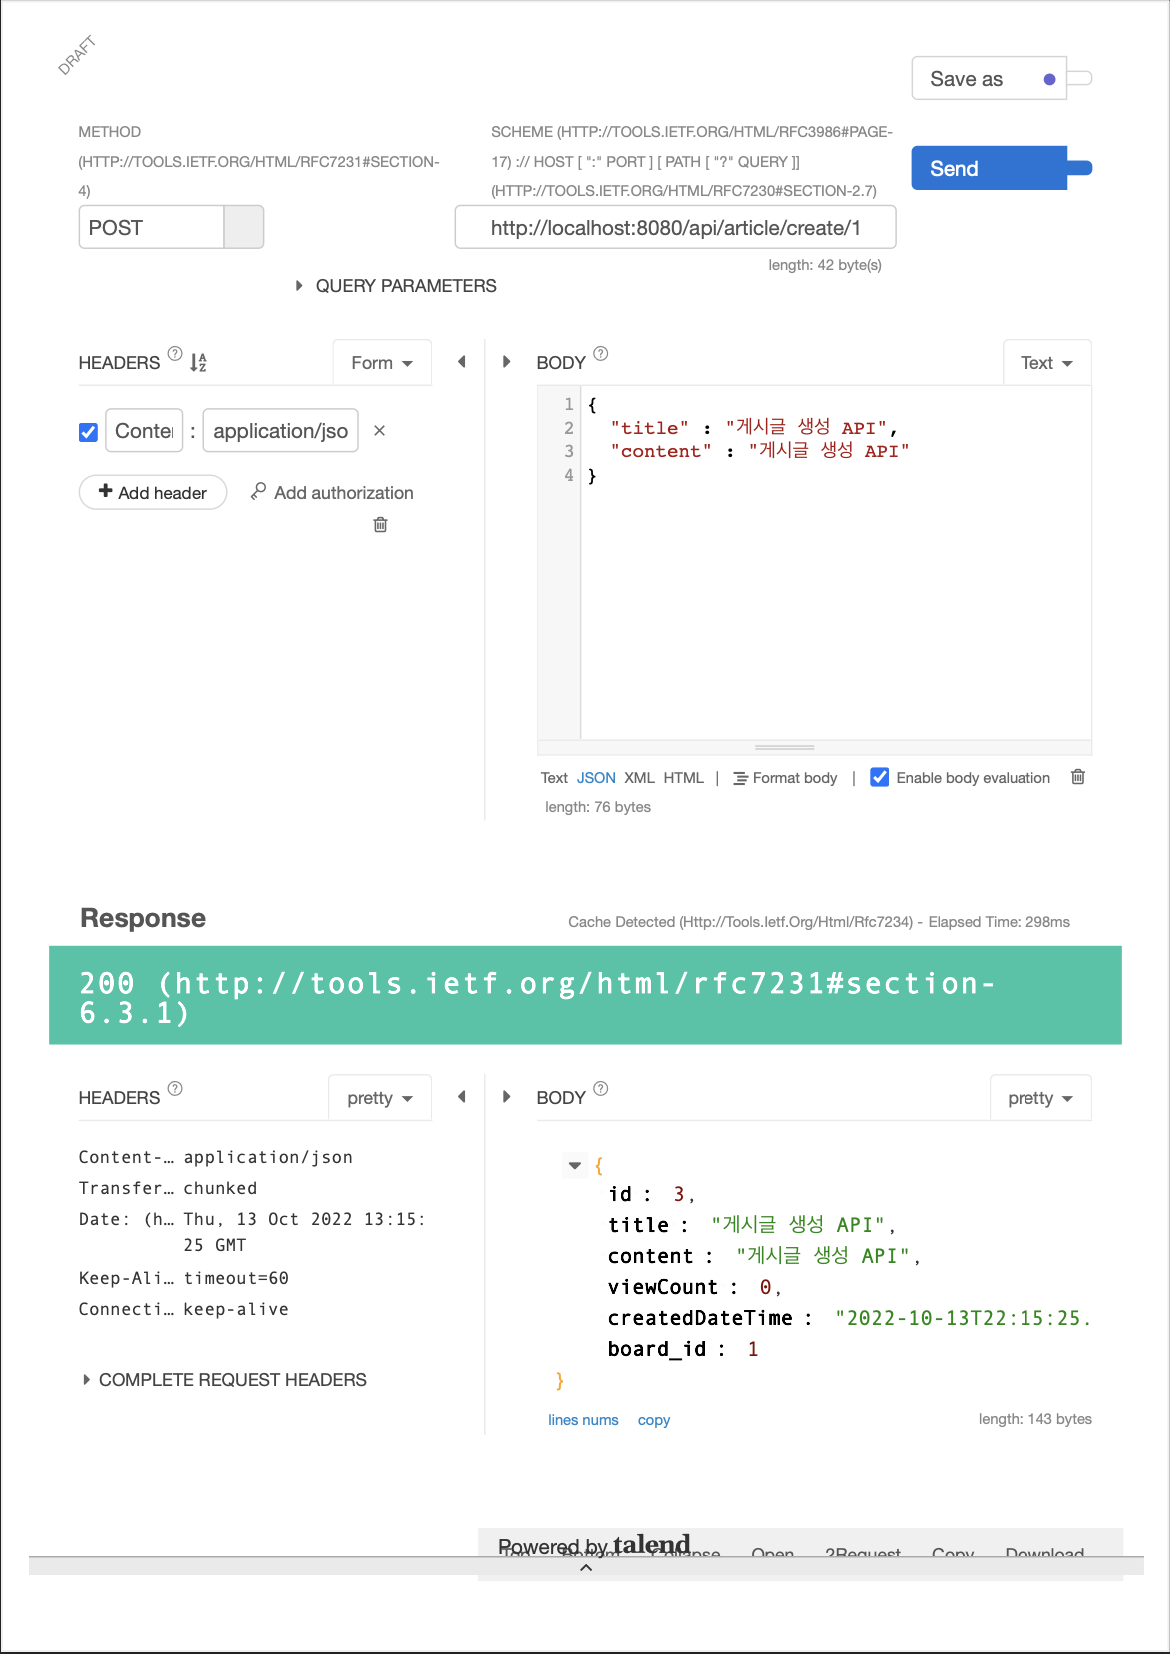 DRAFT
Save as
METHOD
(HTTP://TOOLS.IETF.ORG/HTML/RFC7231#SECTION-
4)
SCHEME (HTTP://TOOLS.IETF.ORG/HTML/RFC3986#PAGE-
17) :// HOST [ ":" PORT ] [ PATH [ "?" QUERY ]]
(HTTP://TOOLS.IETF.ORG/HTML/RFC7230#SECTION-2.7)
Send
POST
http://localhost:8080/api/article/create/1
length: 42 byte(s)
QUERY PARAMETERS
HEADERS ? A Z
Form
Conte : application/jso ×
Add header
Add authorization
BODY ?
Text
1 {
2 "title" : "게시글 생성 API",
3 "content" : "게시글 생성 API"
4 }
Text JSON XML HTML | Format body | Enable body evaluation
length: 76 bytes
Response
Cache Detected (Http://Tools.Ietf.Org/Html/Rfc7234) - Elapsed Time: 298ms
200 (http://tools.ietf.org/html/rfc7231#section-
6.3.1)
HEADERS ?
pretty
Content-… application/json
Transfer… chunked
Date: (h… Thu, 13 Oct 2022 13:15:
25 GMT
Keep-Ali… timeout=60
Connecti… keep-alive
COMPLETE REQUEST HEADERS
BODY ?
pretty
{
id : 3,
title : "게시글 생성 API",
content : "게시글 생성 API",
viewCount : 0,
createdDateTime : "2022-10-13T22:15:25.
board_id : 1
}
lines nums copy
length: 143 bytes
Powered by talend
Top Bottom Collapse Open 2Request Copy Download